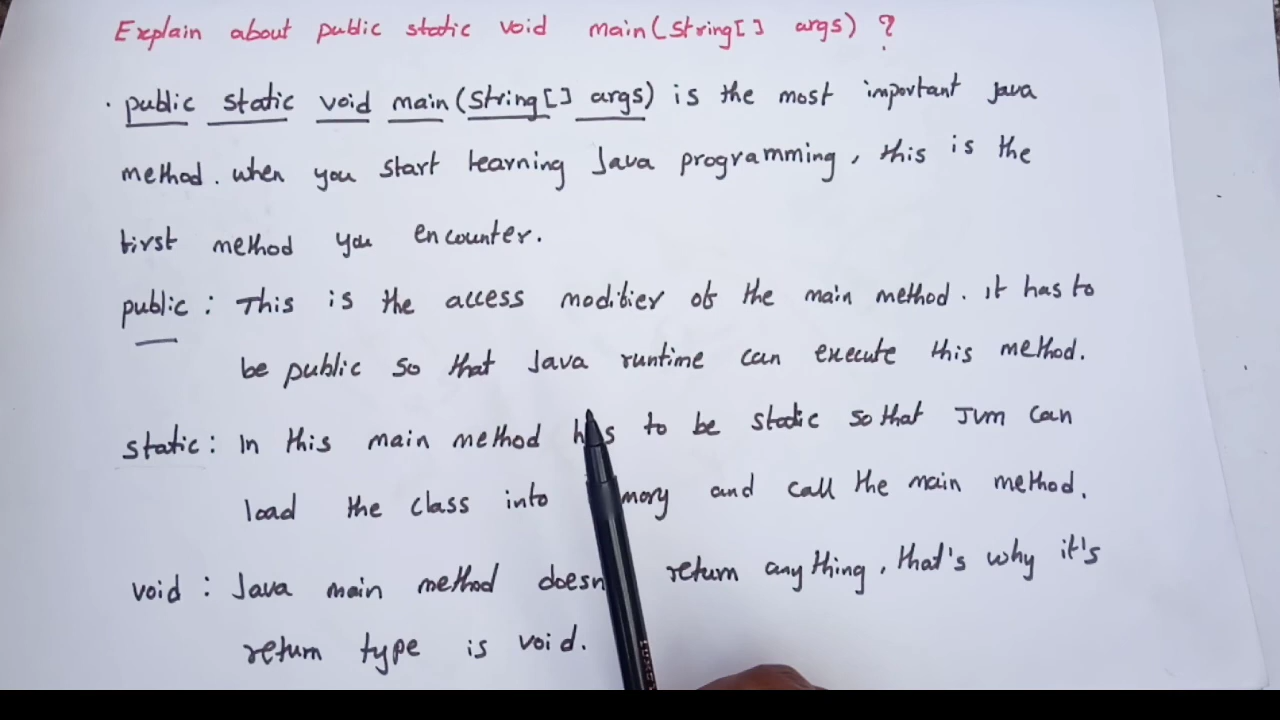 Explain about public static void main(String[] args) ?
· public static void main(String[] args) is the most important Java
method. when you start learning Java programming, this is the
first method you encounter.
public : This is the access modifier of the main method. it has to
be public so that Java runtime can execute this method.
static : In this main method has to be static so that JVM can
load the class into mory and call the main method.
void : Java main method doesn return anything, that's why it's
return type is void.